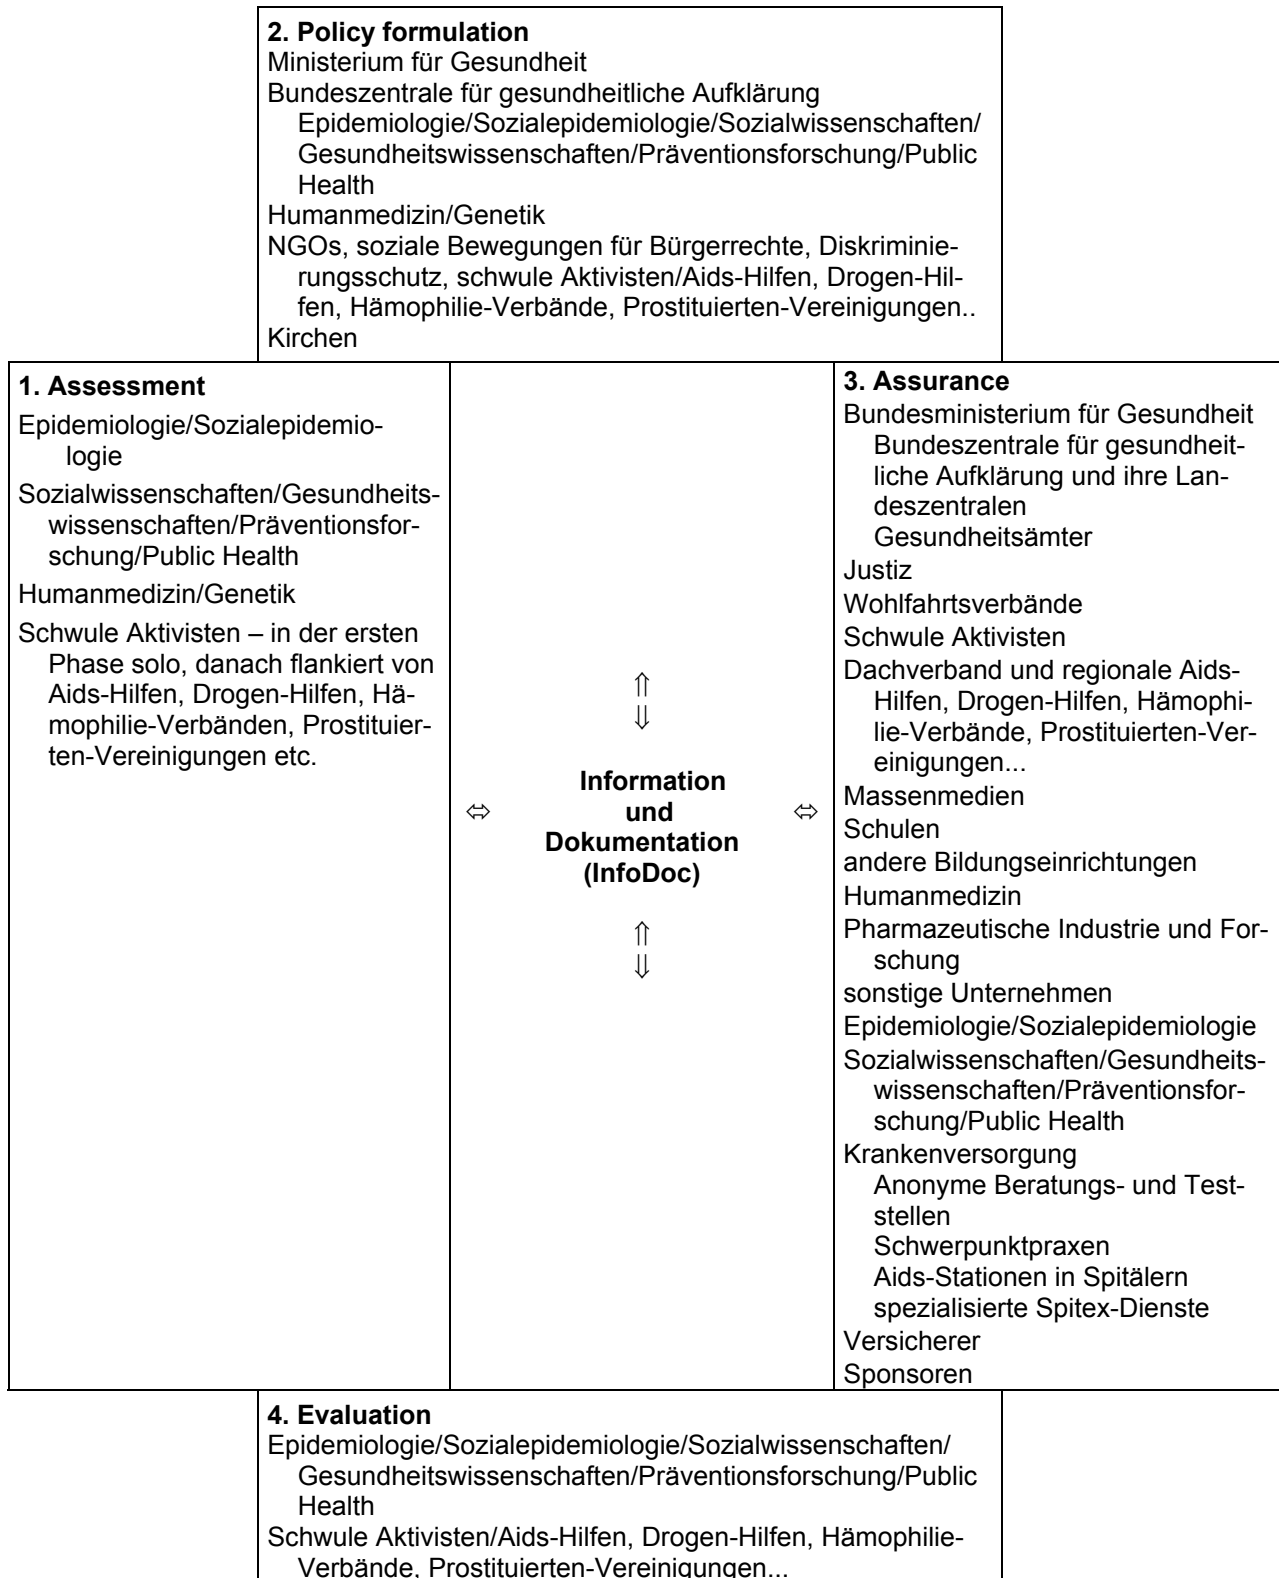 2. Policy formulation
Ministerium für Gesundheit
Bundeszentrale für gesundheitliche Aufklärung
Epidemiologie/Sozialepidemiologie/Sozialwissenschaften/
Gesundheitswissenschaften/Präventionsforschung/Public
Health
Humanmedizin/Genetik
NGOs, soziale Bewegungen für Bürgerrechte, Diskriminie-
rungsschutz, schwule Aktivisten/Aids-Hilfen, Drogen-Hil-
fen, Hämophilie-Verbände, Prostituierten-Vereinigungen..
Kirchen
1. Assessment
Epidemiologie/Sozialepidemio-
logie
Sozialwissenschaften/Gesundheits-
wissenschaften/Präventionsfor-
schung/Public Health
Humanmedizin/Genetik
Schwule Aktivisten – in der ersten
Phase solo, danach flankiert von
Aids-Hilfen, Drogen-Hilfen, Hä-
mophilie-Verbänden, Prostituier-
ten-Vereinigungen etc.
⇑
⇓
Information
⇔ und ⇔
Dokumentation
(InfoDoc)
⇑
⇓
3. Assurance
Bundesministerium für Gesundheit
Bundeszentrale für gesundheit-
liche Aufklärung und ihre Lan-
deszentralen
Gesundheitsämter
Justiz
Wohlfahrtsverbände
Schwule Aktivisten
Dachverband und regionale Aids-
Hilfen, Drogen-Hilfen, Hämophi-
lie-Verbände, Prostituierten-Ver-
einigungen...
Massenmedien
Schulen
andere Bildungseinrichtungen
Humanmedizin
Pharmazeutische Industrie und For-
schung
sonstige Unternehmen
Epidemiologie/Sozialepidemiologie
Sozialwissenschaften/Gesundheits-
wissenschaften/Präventionsfor-
schung/Public Health
Krankenversorgung
Anonyme Beratungs- und Test-
stellen
Schwerpunktpraxen
Aids-Stationen in Spitälern
spezialisierte Spitex-Dienste
Versicherer
Sponsoren
4. Evaluation
Epidemiologie/Sozialepidemiologie/Sozialwissenschaften/
Gesundheitswissenschaften/Präventionsforschung/Public
Health
Schwule Aktivisten/Aids-Hilfen, Drogen-Hilfen, Hämophilie-
Verbände, Prostituierten-Vereinigungen...